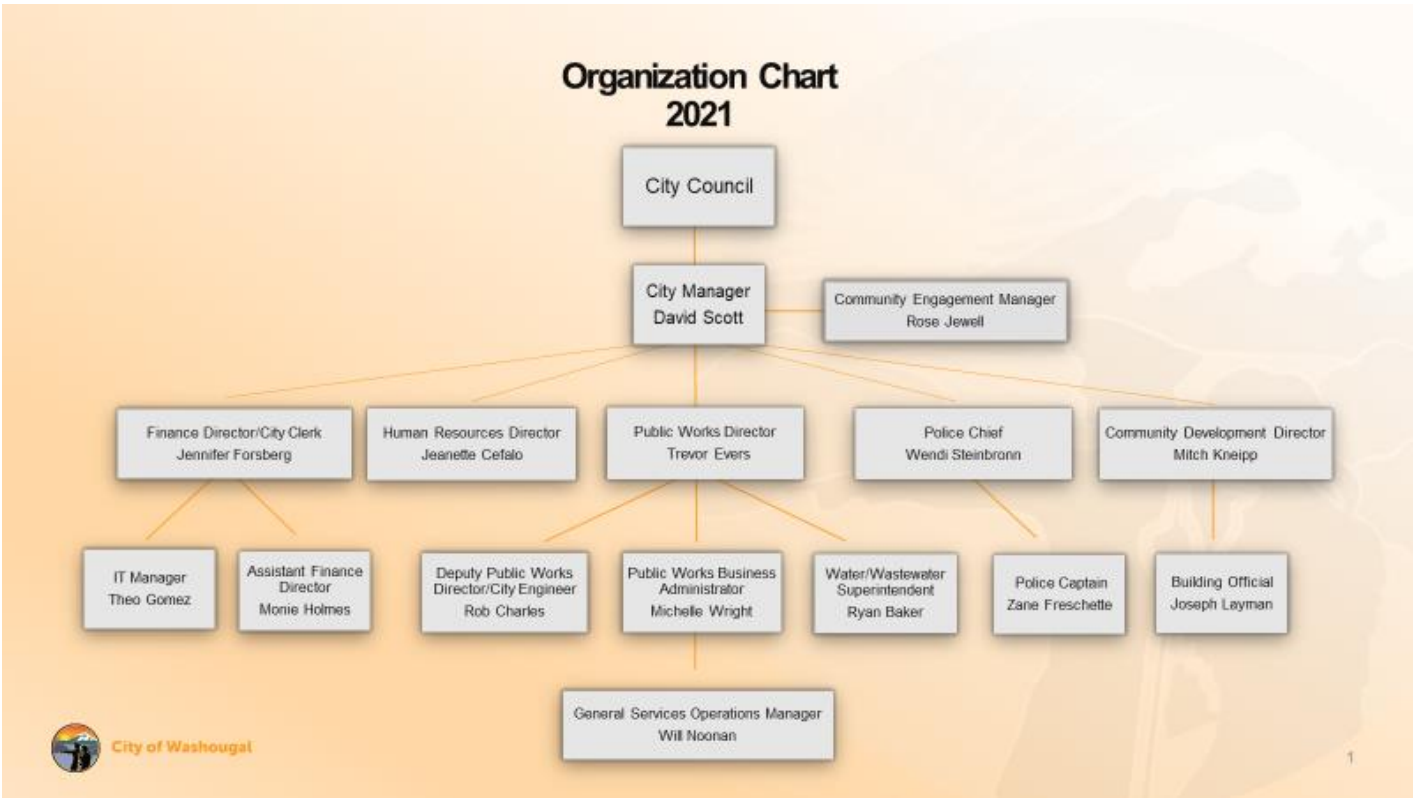 Organization Chart
2021
City Council
City Manager
David Scott
Community Engagement Manager
Rose Jewell
Finance Director/City Clerk
Jennifer Forsberg
Human Resources Director
Jeanette Cefalo
Public Works Director
Trevor Evers
Police Chief
Wendi Steinbronn
Community Development Director
Mitch Kneipp
IT Manager
Theo Gomez
Assistant Finance
Director
Monie Holmes
Deputy Public Works
Director/City Engineer
Rob Charles
Public Works Business
Administrator
Michelle Wright
Water/Wastewater
Superintendent
Ryan Baker
Police Captain
Zane Freschette
Building Official
Joseph Layman
General Services Operations Manager
Will Noonan
City of Washougal
1